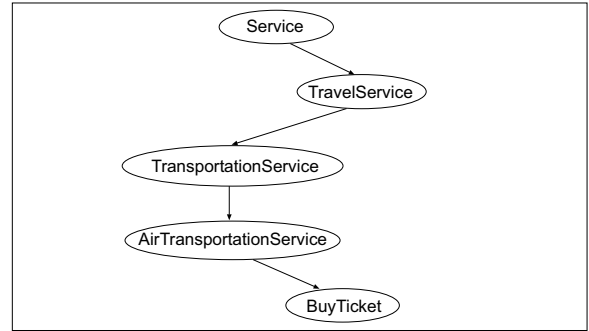 Service
TravelService
TransportationService
AirTransportationService
BuyTicket